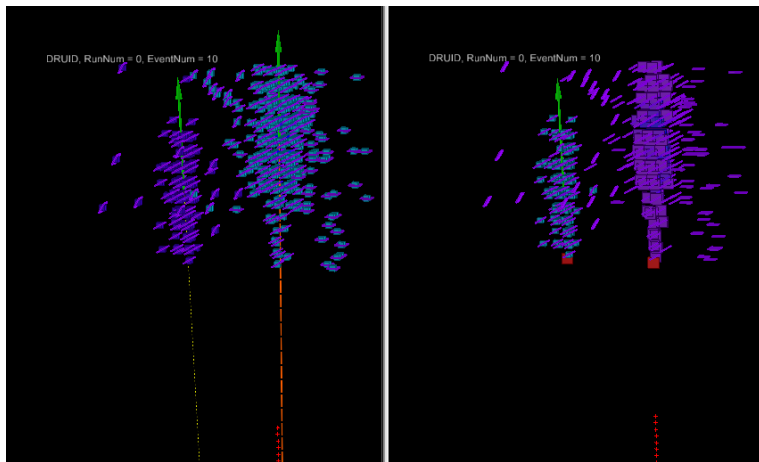 DRUID, RunNum = 0, EventNum = 10
DRUID, RunNum = 0, EventNum = 10